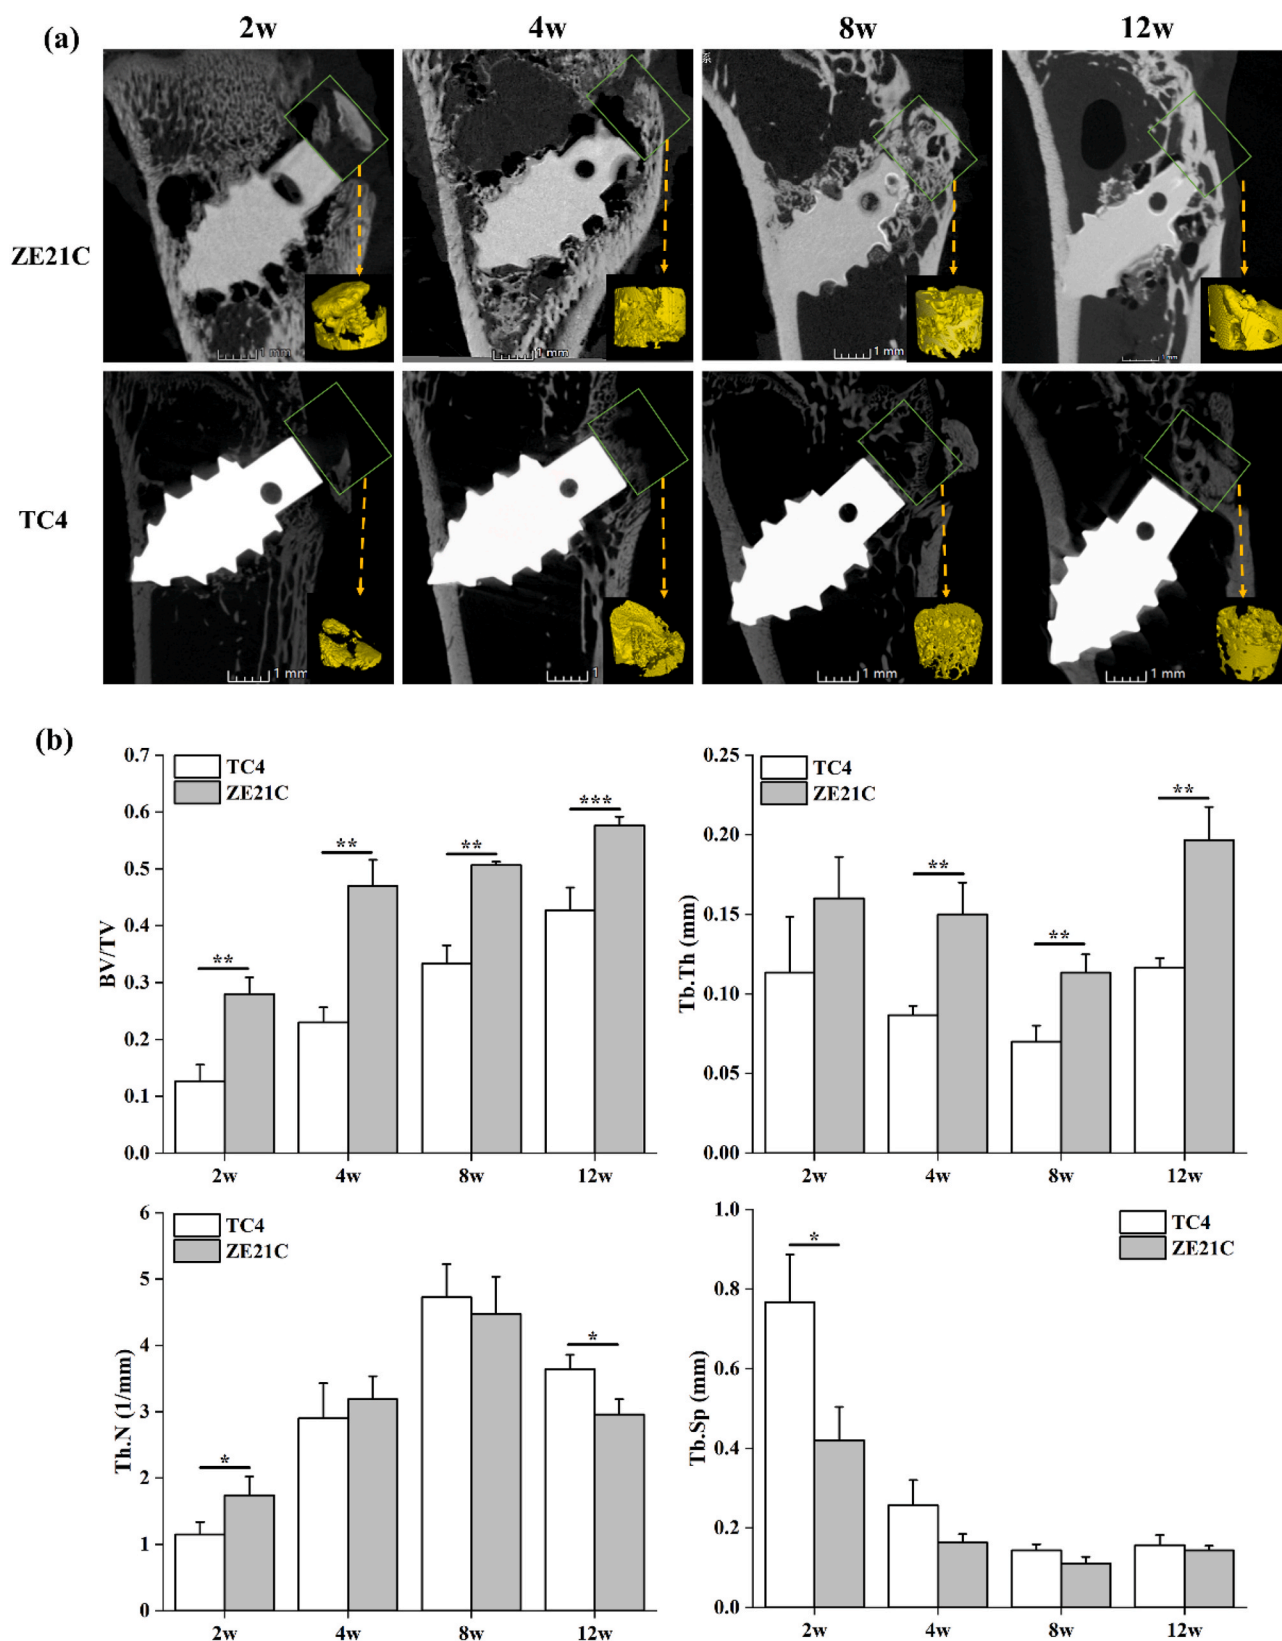 (a) 2w 4w 8w 12w
ZE21C
1 mm
1 mm
1 mm
1 mm
TC4
1 mm
1
1 mm
1 mm
(b)
TC4
ZE21C
BV/TV
0.7
0.6
0.5
0.4
0.3
0.2
0.1
0.0
**
**
**
***
2w 4w 8w 12w
TC4
ZE21C
Tb.Th (mm)
0.25
0.20
0.15
0.10
0.05
0.00
**
**
**
2w 4w 8w 12w
TC4
ZE21C
Th.N (1/mm)
6
5
4
3
2
1
0
*
*
2w 4w 8w 12w
TC4
ZE21C
Tb.Sp (mm)
1.0
0.8
0.6
0.4
0.2
0.0
*
2w 4w 8w 12w